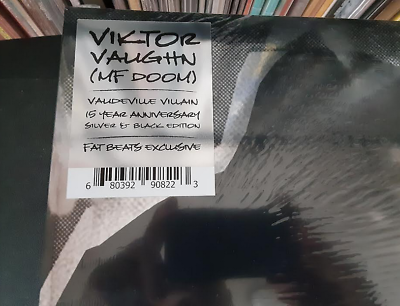 VIKTOR
VAUGHN
(MF DOOM)
VAUDEVILLE VILLAIN
15 YEAR ANNIVERSARY
SILVER & BLACK EDITION
FAT BEATS EXCLUSIVE
6 80392 90822 3